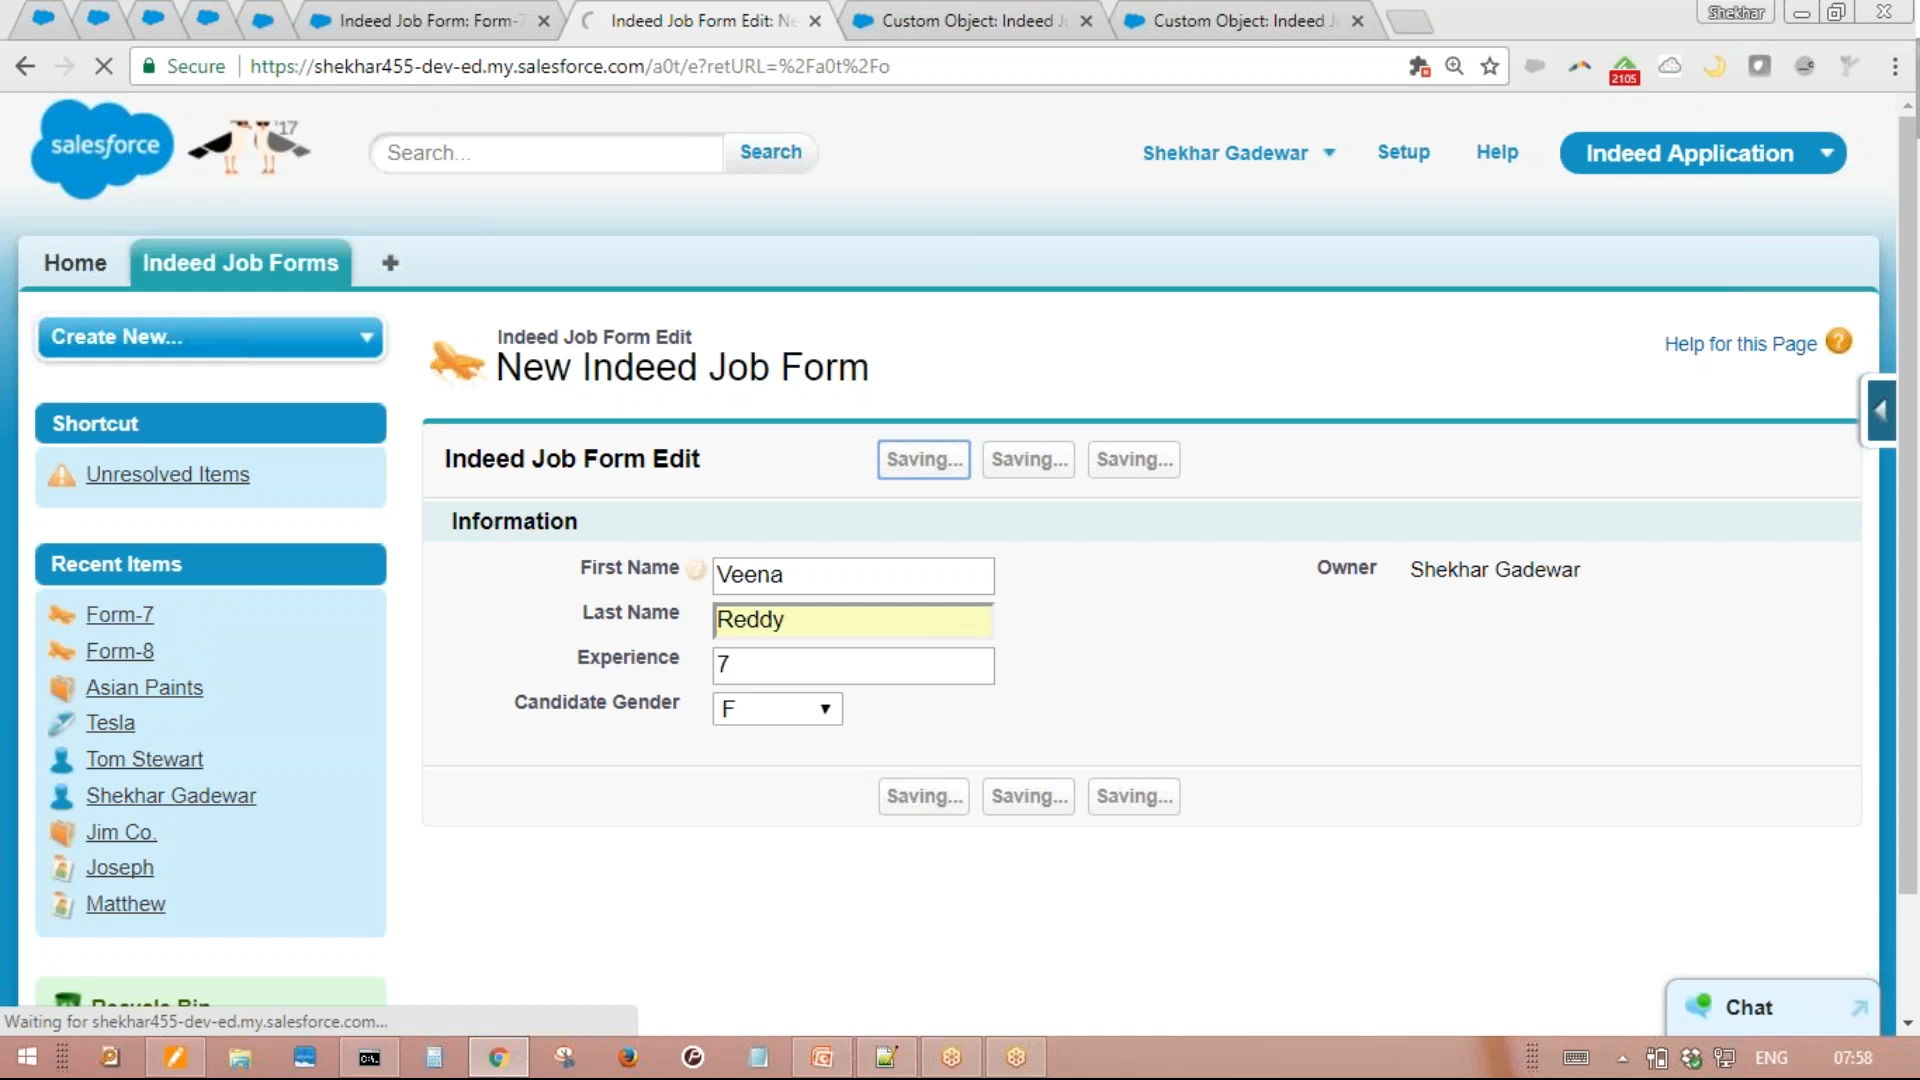 Indeed Job Form: Form-7
Indeed Job Form Edit: Ne
Custom Object: Indeed J
Custom Object: Indeed J
Shekhar
Secure
https://shekhar455-dev-ed.my.salesforce.com/a0t/e?retURL=%2Fa0t%2Fo
2105
salesforce
'17
Search...
Search
Shekhar Gadewar
Setup
Help
Indeed Application
Home
Indeed Job Forms
Create New...
Indeed Job Form Edit
New Indeed Job Form
Help for this Page
Shortcut
Unresolved Items
Indeed Job Form Edit
Saving...
Saving...
Saving...
Information
First Name
Veena
Owner
Shekhar Gadewar
Last Name
Reddy
Experience
7
Candidate Gender
F
Saving...
Saving...
Saving...
Recent Items
Form-7
Form-8
Asian Paints
Tesla
Tom Stewart
Shekhar Gadewar
Jim Co.
Joseph
Matthew
Recycle Bin
Chat
Waiting for shekhar455-dev-ed.my.salesforce.com...
ENG
07:58